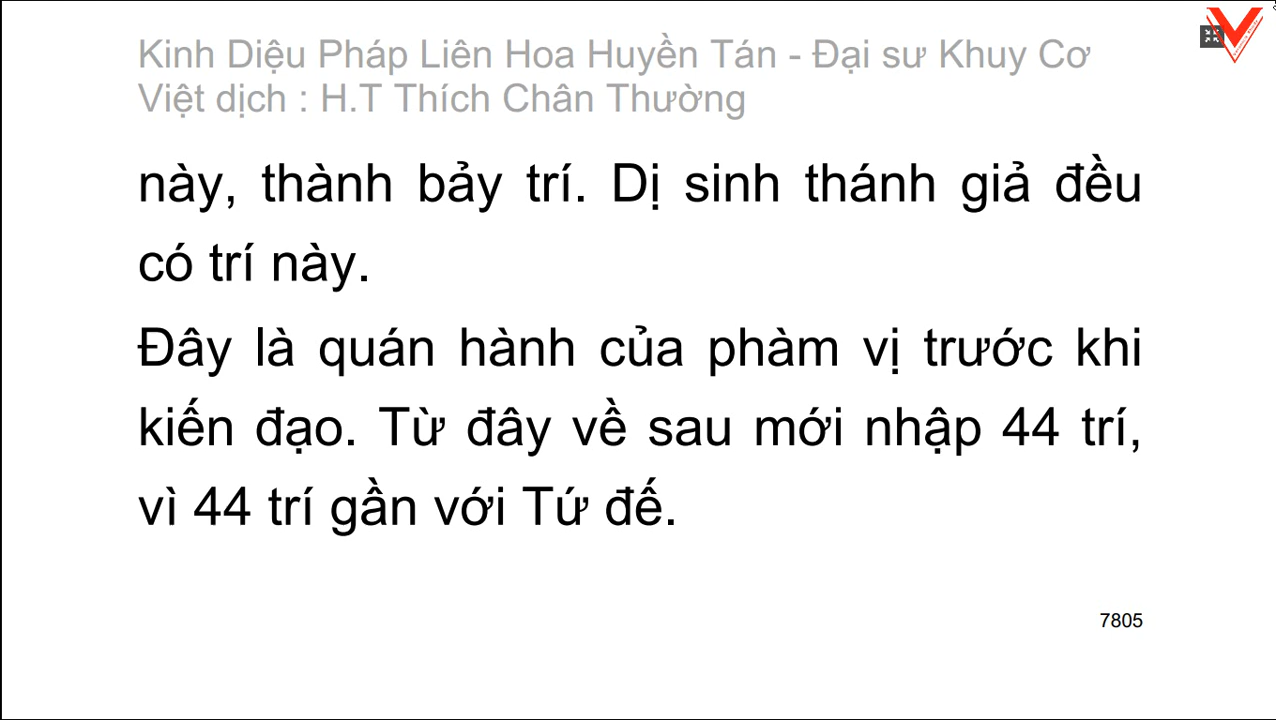 Kinh Diệu Pháp Liên Hoa Huyền Tán - Đại sư Khuy Cơ
Việt dịch : H.T Thích Chân Thường
này, thành bảy trí. Dị sinh thánh giả đều
có trí này.
Đây là quán hành của phàm vị trước khi
kiến đạo. Từ đây về sau mới nhập 44 trí,
vì 44 trí gần với Tứ đế.
7805